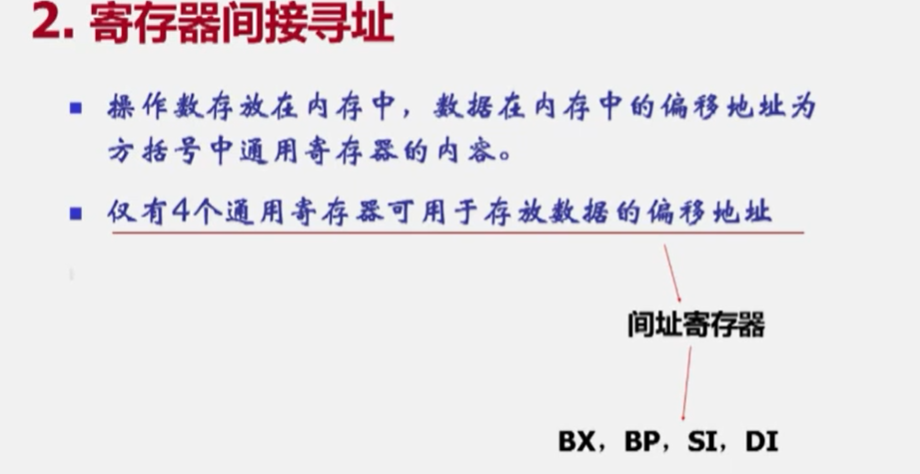 2. 寄存器间接寻址
■ 操作数存放在内存中，数据在内存中的偏移地址为
方括号中通用寄存器的内容。
■ 仅有4个通用寄存器可用于存放数据的偏移地址
间址寄存器
BX，BP，SI，DI